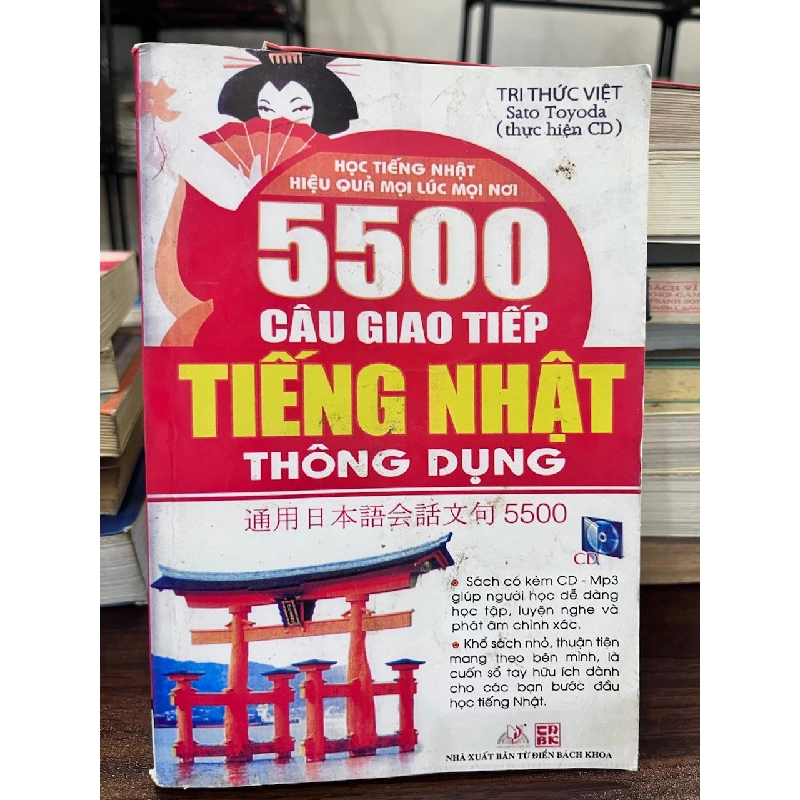 TRI THỨC VIỆT
Sato Toyoda
(thực hiện CD)
HỌC TIẾNG NHẬT
HIỆU QUẢ MỌI LÚC MỌI NƠI
5500
CÂU GIAO TIẾP
TIẾNG NHẬT
THÔNG DỤNG
通用日本語会話文句 5500
CD
• Sách có kèm CD - Mp3
giúp người học dễ dàng
học tập, luyện nghe và
phát âm chính xác.
• Khổ sách nhỏ, thuận tiện
mang theo bên mình, là
cuốn sổ tay hữu ích dành
cho các bạn bước đầu
học tiếng Nhật.
NHÀ XUẤT BẢN TỪ ĐIỂN BÁCH KHOA